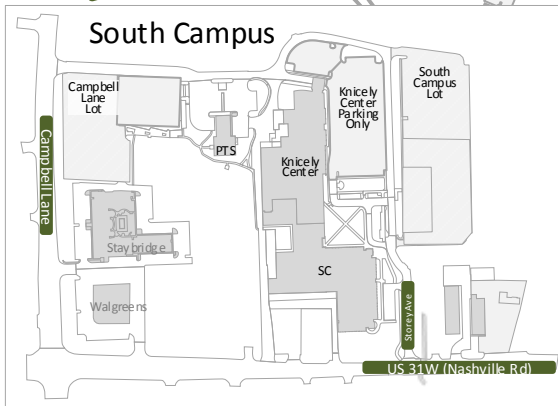 South Campus
Campbell
Lane
Lot
Knicely
Center
Parking
Only
South
Campus
Lot
Campbell Lane
PTS
Knicely
Center
Staybridge
SC
Walgreens
Storey Ave
US 31W (Nashville Rd)